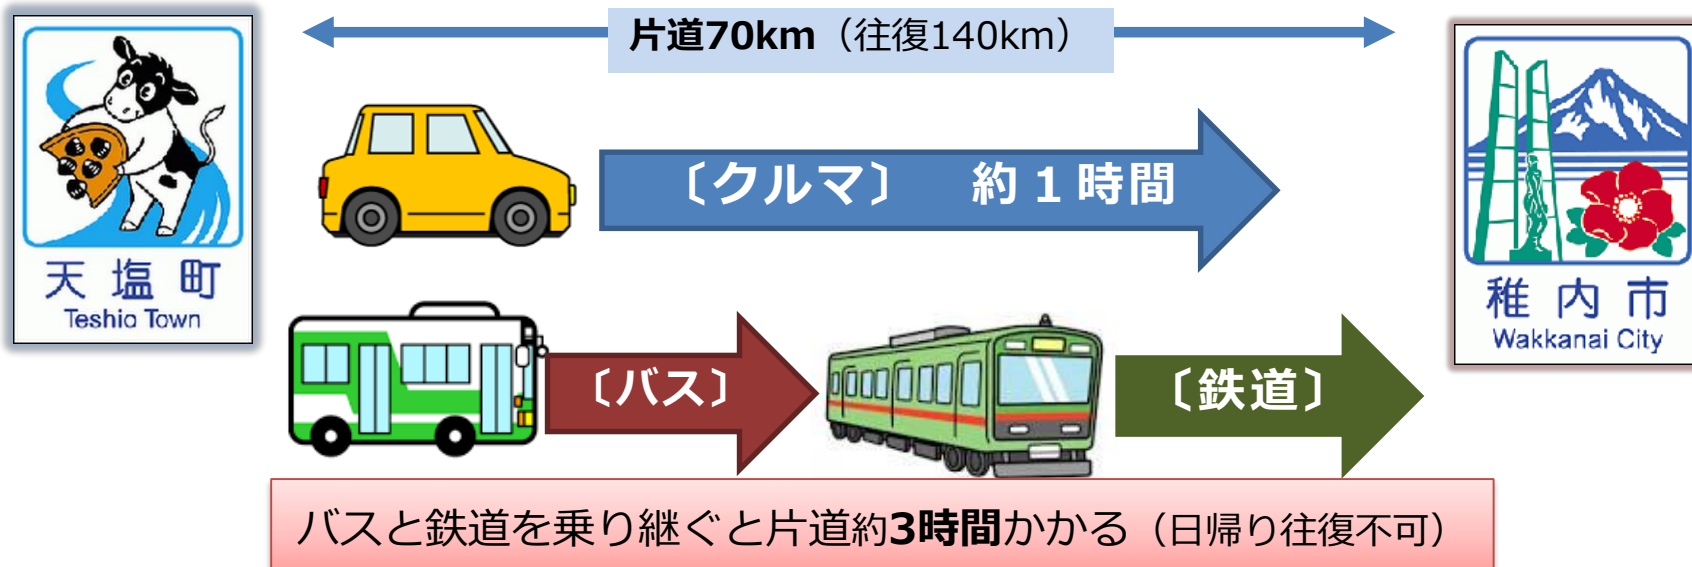 片道70km（往復140km）
天塩町
Teshio Town
〔クルマ〕　約１時間
稚内市
Wakkanai City
〔バス〕
〔鉄道〕
バスと鉄道を乗り継ぐと片道約3時間かかる（日帰り往復不可）